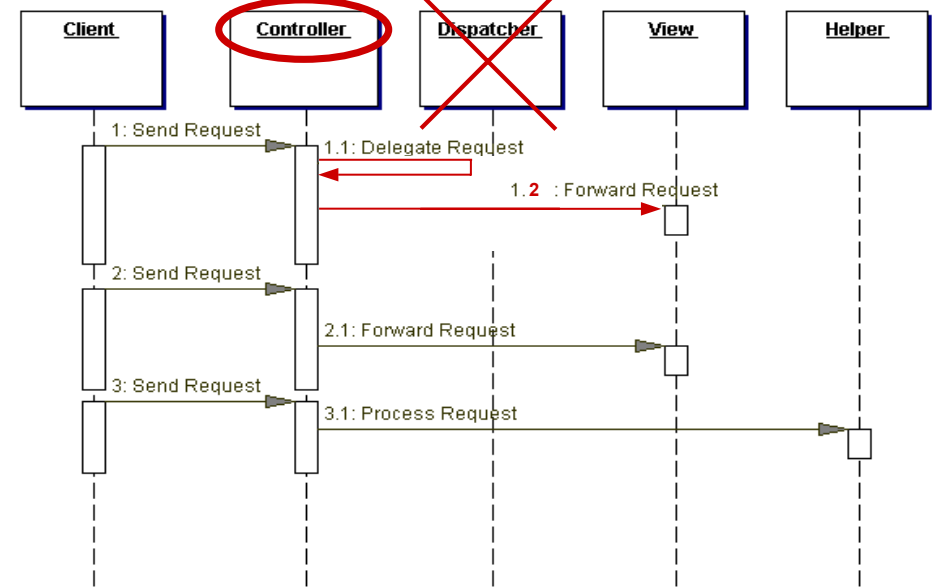 Client
Controller
Dispatcher
View
Helper
1: Send Request
1.1: Delegate Request
1.2 : Forward Request
2: Send Request
2.1: Forward Request
3: Send Request
3.1: Process Request